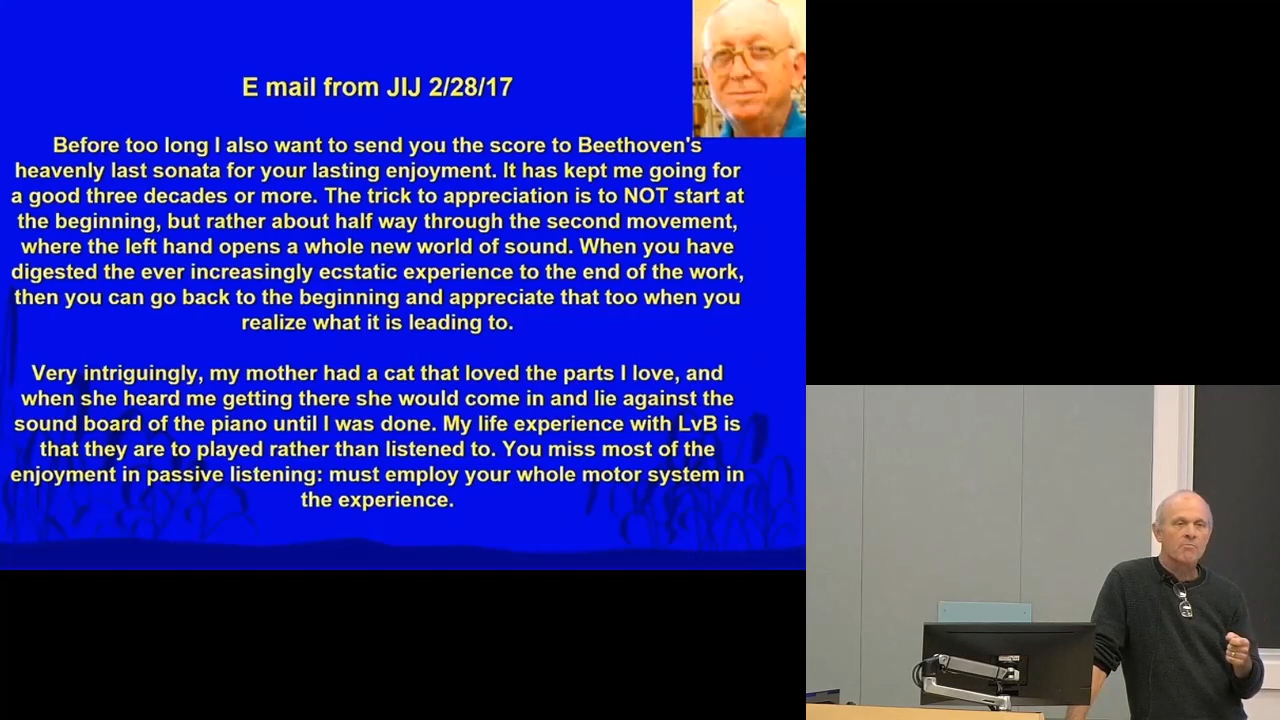 E mail from JIJ 2/28/17
Before too long I also want to send you the score to Beethoven's
heavenly last sonata for your lasting enjoyment. It has kept me going for
a good three decades or more. The trick to appreciation is to NOT start at
the beginning, but rather about half way through the second movement,
where the left hand opens a whole new world of sound. When you have
digested the ever increasingly ecstatic experience to the end of the work,
then you can go back to the beginning and appreciate that too when you
realize what it is leading to.
Very intriguingly, my mother had a cat that loved the parts I love, and
when she heard me getting there she would come in and lie against the
sound board of the piano until I was done. My life experience with LvB is
that they are to played rather than listened to. You miss most of the
enjoyment in passive listening: must employ your whole motor system in
the experience.